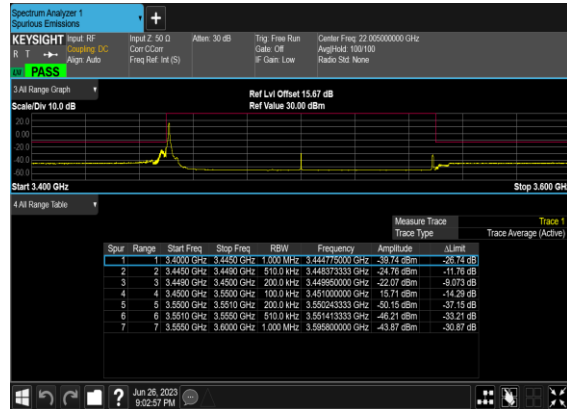 Spectrum Analyzer 1
Spurious Emissions
KEYSIGHT Input: RF Input Z: 50 Ω Atten: 30 dB Trig: Free Run Center Freq: 22.005000000 GHz
R T Coupling: DC Corr CCorr Gate: Off Avg|Hold: 100/100
Align: Auto Freq Ref: Int (S) IF Gain: Low Radio Std: None
PASS
3 All Range Graph
Ref Lvl Offset 15.67 dB
Scale/Div 10.0 dB Ref Value 30.00 dBm
20.0
0.00
-20.0
-40.0
-60.0
Start 3.400 GHz Stop 3.600 GHz
4 All Range Table
Measure Trace Trace 1
Trace Type Trace Average (Active)
Spur Range Start Freq Stop Freq RBW Frequency Amplitude ΔLimit
1 1 3.4000 GHz 3.4450 GHz 1.000 MHz 3.444775000 GHz -39.74 dBm -26.74 dB
2 2 3.4450 GHz 3.4490 GHz 510.0 kHz 3.448373333 GHz -24.76 dBm -11.76 dB
3 3 3.4490 GHz 3.4500 GHz 200.0 kHz 3.449950000 GHz -22.07 dBm -9.073 dB
4 4 3.4500 GHz 3.5500 GHz 100.0 kHz 3.451000000 GHz 15.71 dBm -14.29 dB
5 5 3.5500 GHz 3.5510 GHz 200.0 kHz 3.550243333 GHz -50.15 dBm -37.15 dB
6 6 3.5510 GHz 3.5550 GHz 510.0 kHz 3.551413333 GHz -46.21 dBm -33.21 dB
7 7 3.5550 GHz 3.6000 GHz 1.000 MHz 3.595800000 GHz -43.87 dBm -30.87 dB
Jun 26, 2023
9:02:57 PM